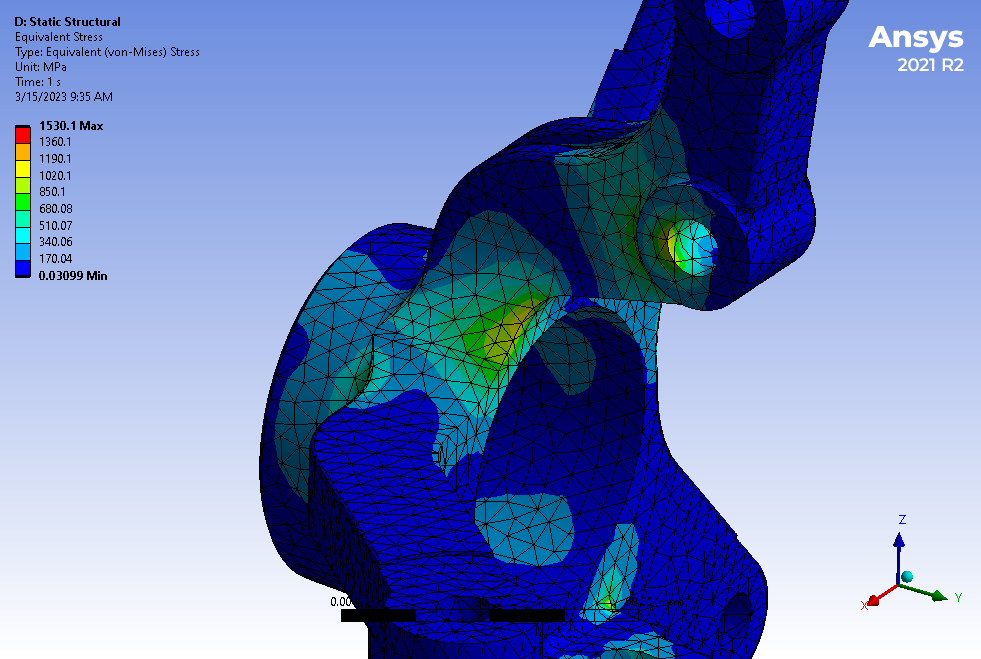 D: Static Structural
Equivalent Stress
Type: Equivalent (von-Mises) Stress
Unit: MPa
Time: 1 s
3/15/2023 9:35 AM
Ansys
2021 R2
1530.1 Max
1360.1
1190.1
1020.1
850.1
680.08
510.07
340.06
170.04
0.03099 Min
0.00
Z
Y
X